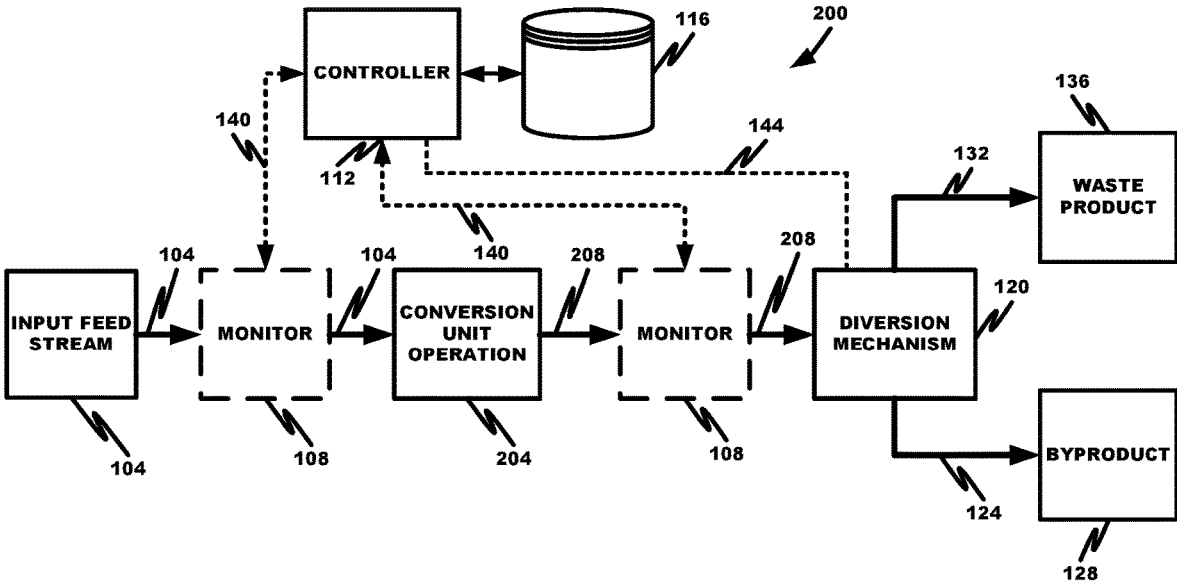 200
116
CONTROLLER
136
140
144
112
132
WASTE
PRODUCT
140
104
104
208
208
120
INPUT FEED
STREAM
MONITOR
CONVERSION
UNIT
OPERATION
MONITOR
DIVERSION
MECHANISM
BYPRODUCT
104
108
204
108
124
128